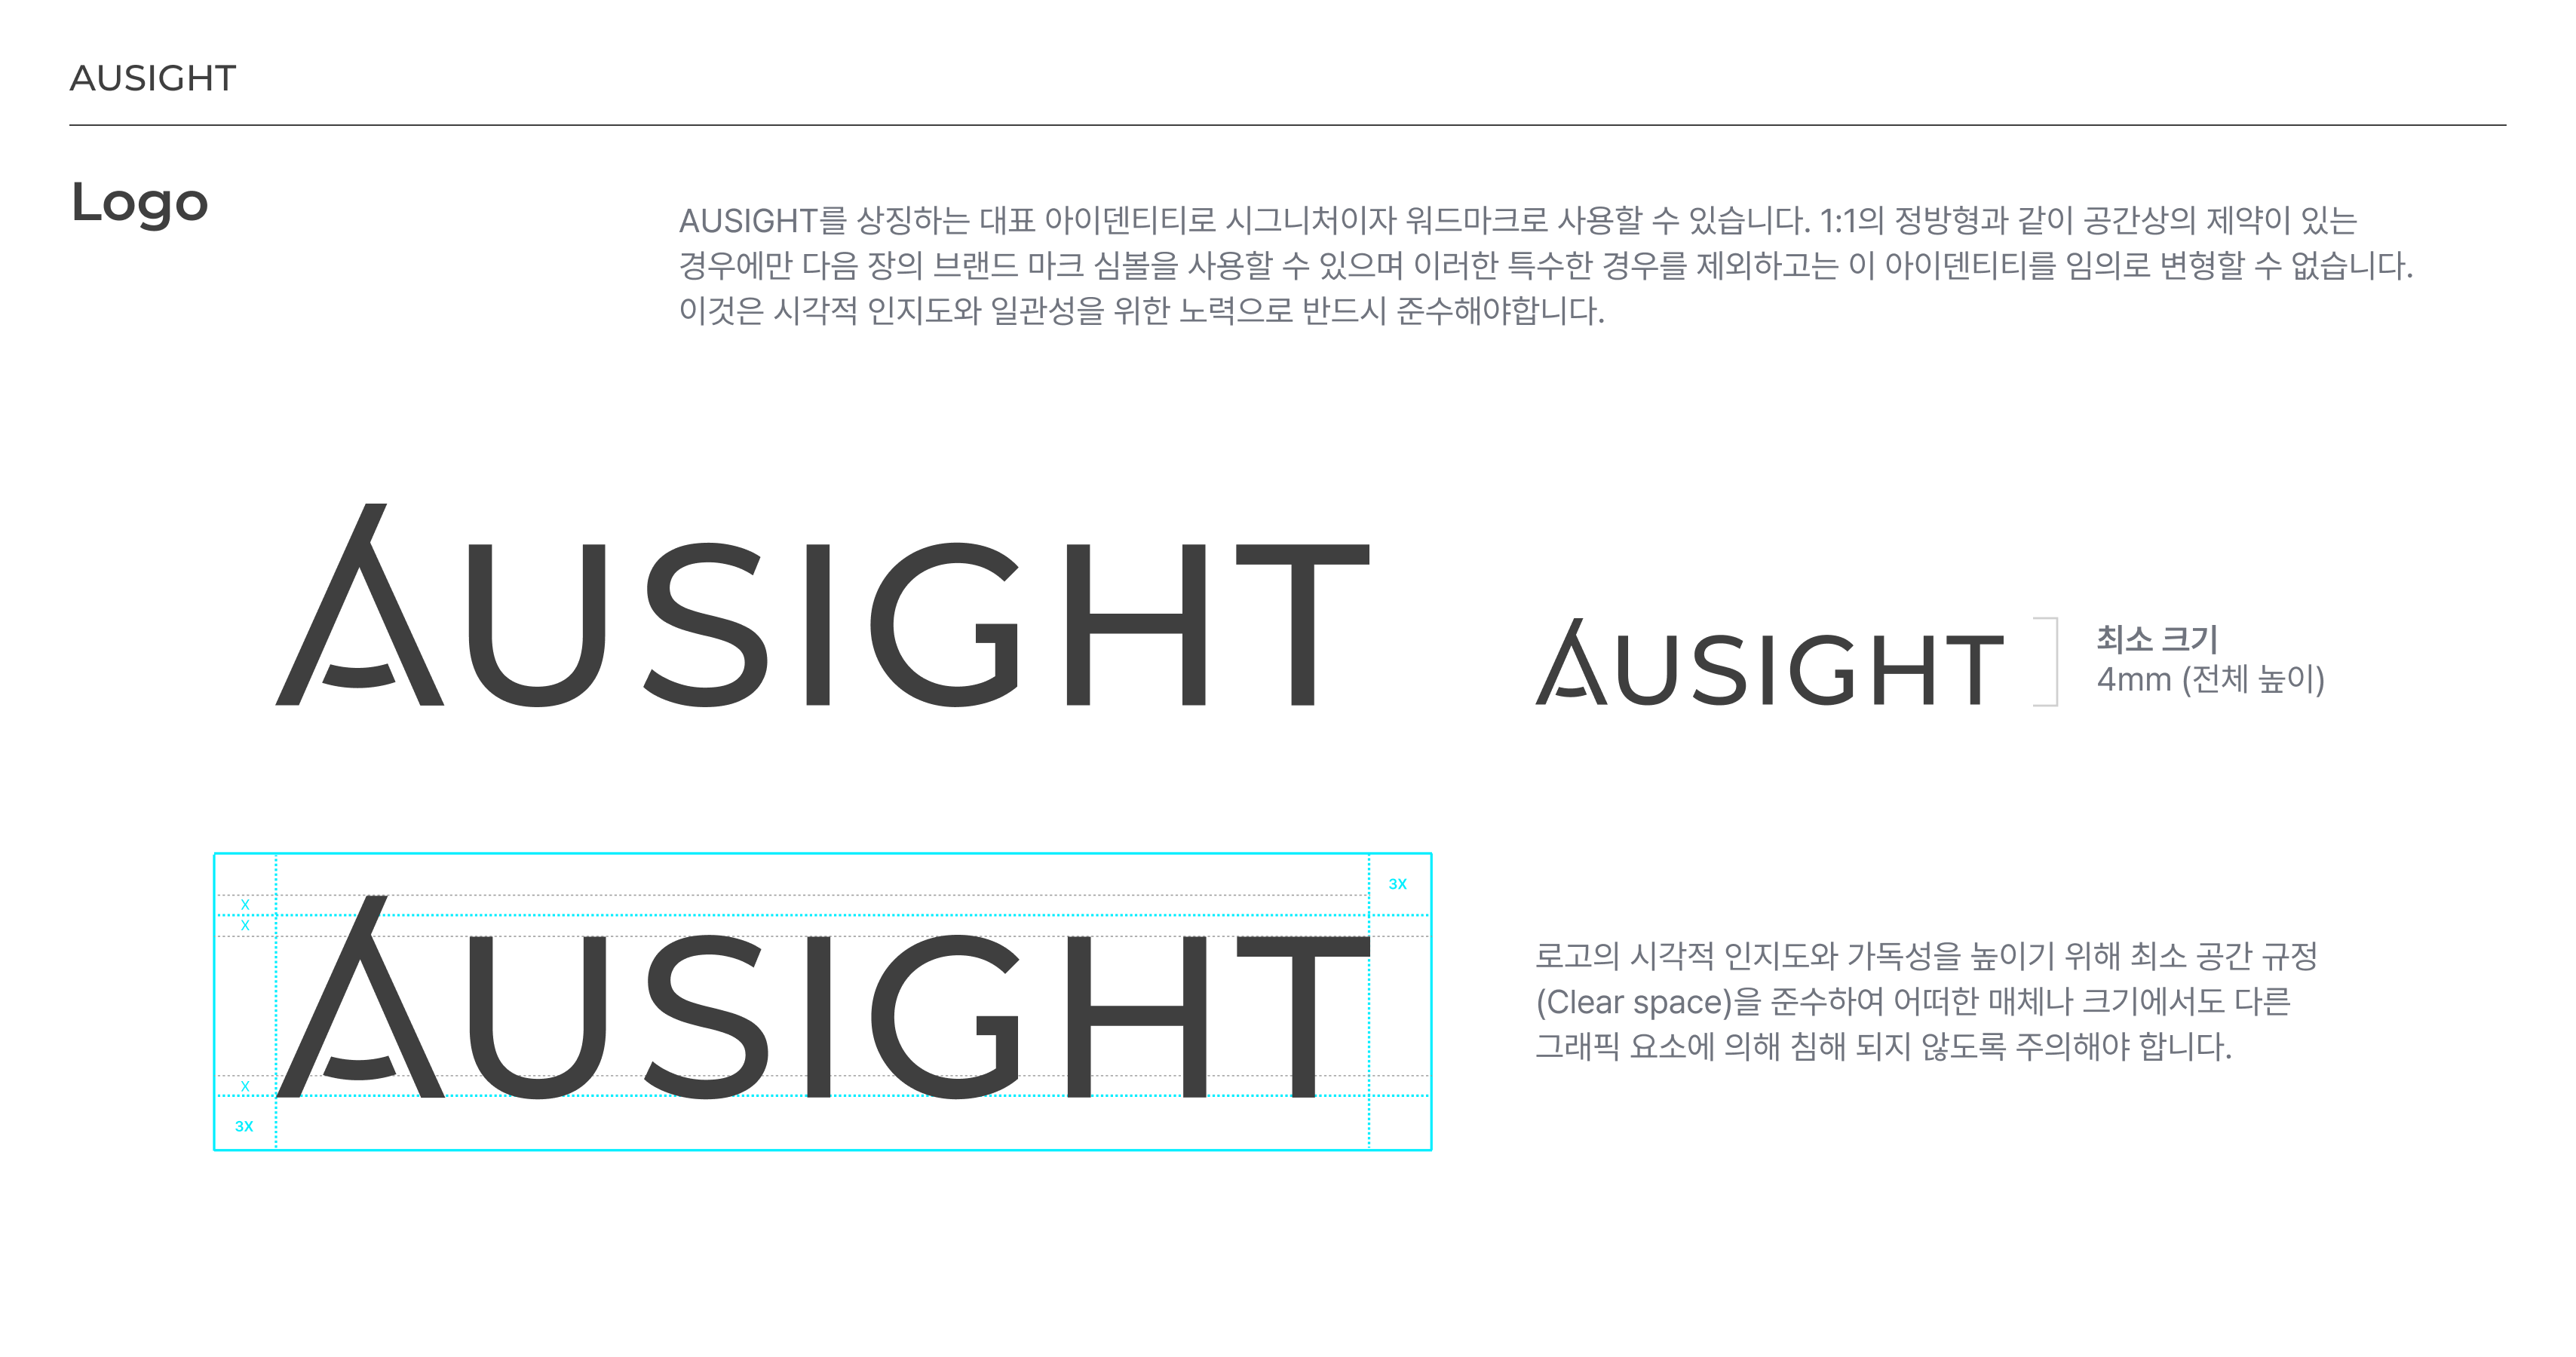 AUSIGHT
Logo
AUSIGHT를 상징하는 대표 아이덴티티로 시그니처이자 워드마크로 사용할 수 있습니다. 1:1의 정방형과 같이 공간상의 제약이 있는
경우에만 다음 장의 브랜드 마크 심볼을 사용할 수 있으며 이러한 특수한 경우를 제외하고는 이 아이덴티티를 임의로 변형할 수 없습니다.
이것은 시각적 인지도와 일관성을 위한 노력으로 반드시 준수해야합니다.
AUSIGHT
AUSIGHT
최소 크기
4mm (전체 높이)
3X
X
X
AUSIGHT
X
3X
로고의 시각적 인지도와 가독성을 높이기 위해 최소 공간 규정
(Clear space)을 준수하여 어떠한 매체나 크기에서도 다른
그래픽 요소에 의해 침해 되지 않도록 주의해야 합니다.